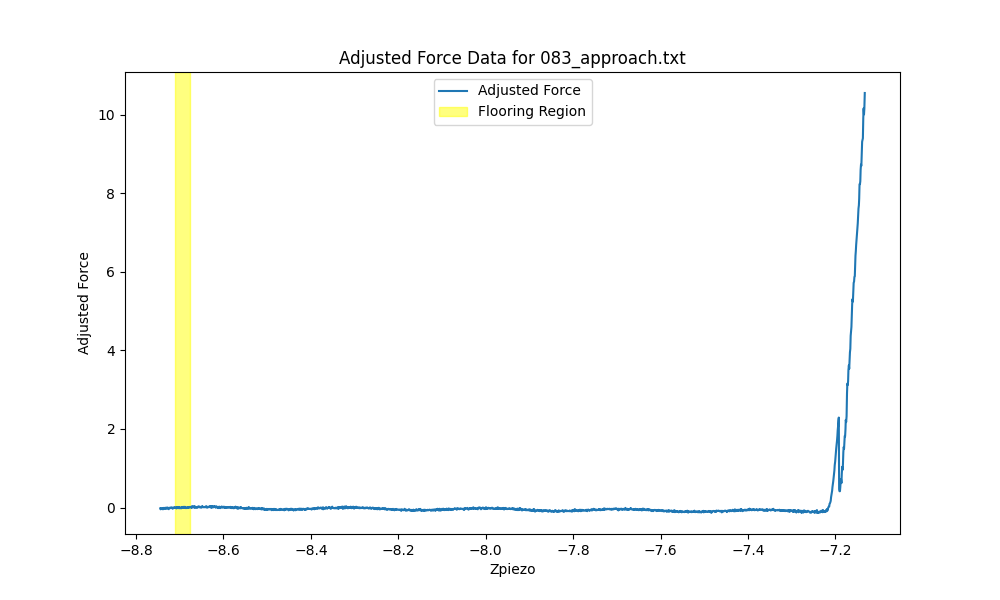 Adjusted Force Data for 083_approach.txt
Adjusted Force
Flooring Region
Adjusted Force
10
8
6
4
2
0
−8.8 −8.6 −8.4 −8.2 −8.0 −7.8 −7.6 −7.4 −7.2
Zpiezo